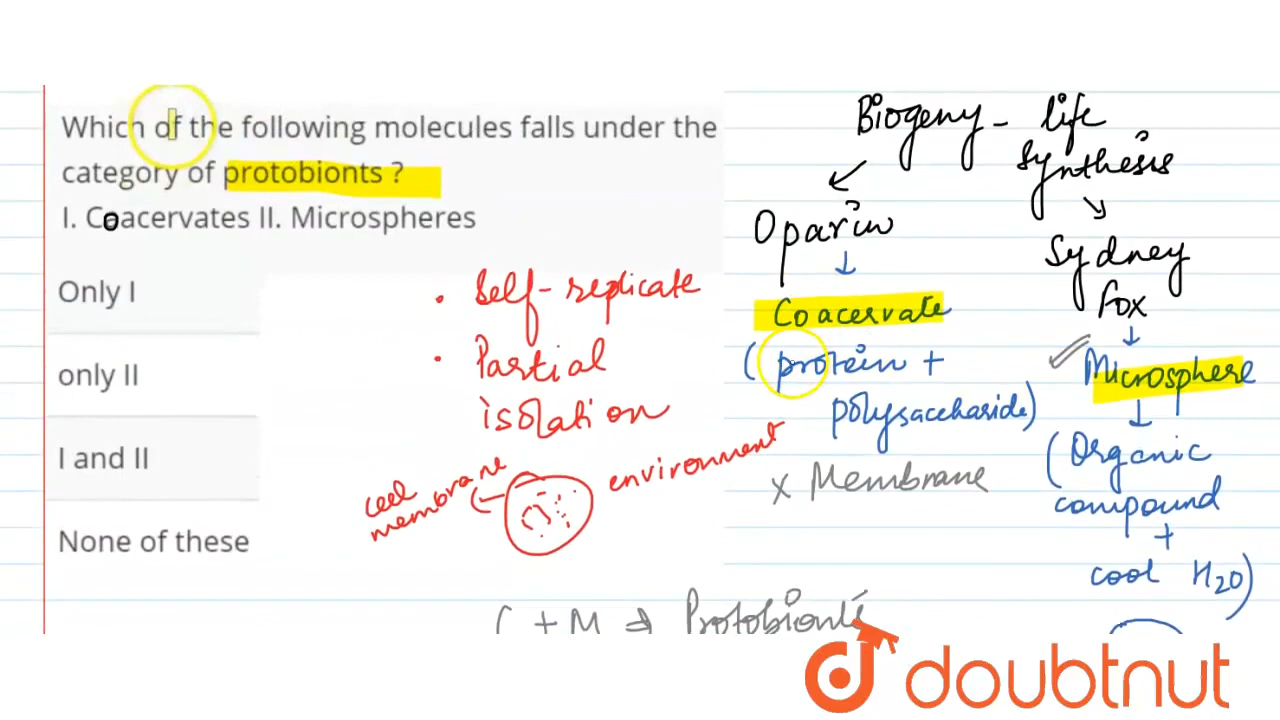 Which of the following molecules falls under the
category of protobionts ?
I. Coacervates II. Microspheres
Only I
only II
I and II
None of these
• Self-replicate
• Partial
isolation
cell
membrane
environment
Biogeny - life
synthesis
Oparin
Coacervate
(protein +
polysaccharide)
x Membrane
Sydney
Fox
Microsphere
(Organic
compound
+
cool H2O)
C + M ⇒ Protobionts
doubtnut